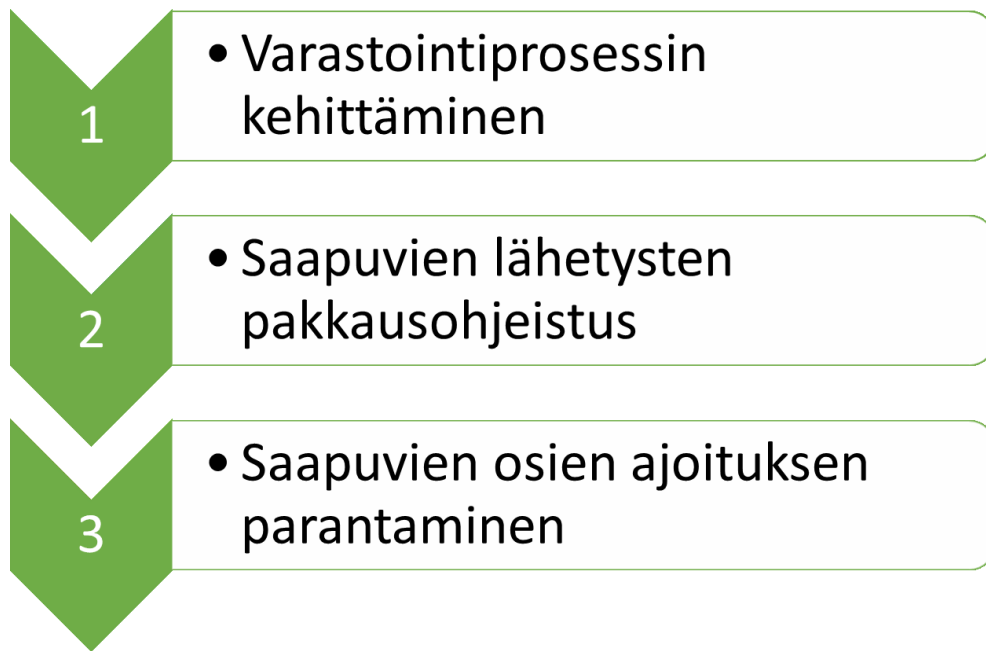 1
• Varastointiprosessin
kehittäminen
2
• Saapuvien lähetysten
pakkausohjeistus
3
• Saapuvien osien ajoituksen
parantaminen